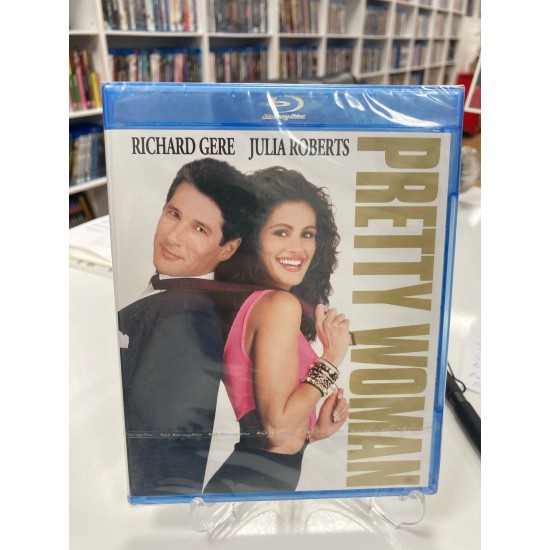 Blu-ray Disc
RICHARD GERE JULIA ROBERTS
PRETTY WOMAN